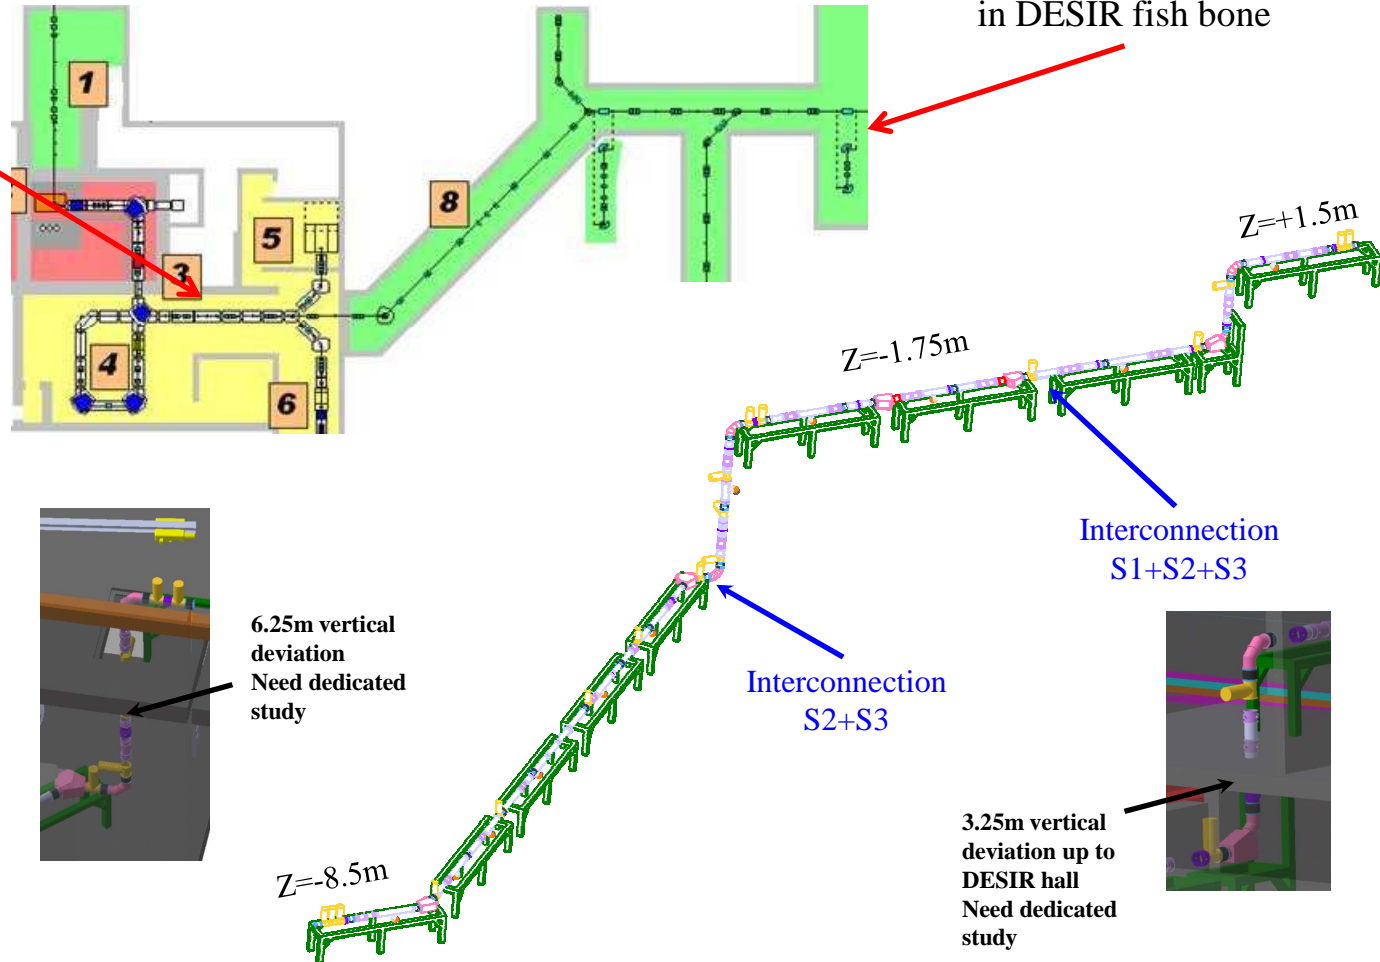 in DESIR fish bone
1
8
5
3
4
6
Z=+1.5m
Z=-1.75m
Interconnection
S1+S2+S3
6.25m vertical
deviation
Need dedicated
study
Interconnection
S2+S3
3.25m vertical
deviation up to
DESIR hall
Need dedicated
study
Z=-8.5m